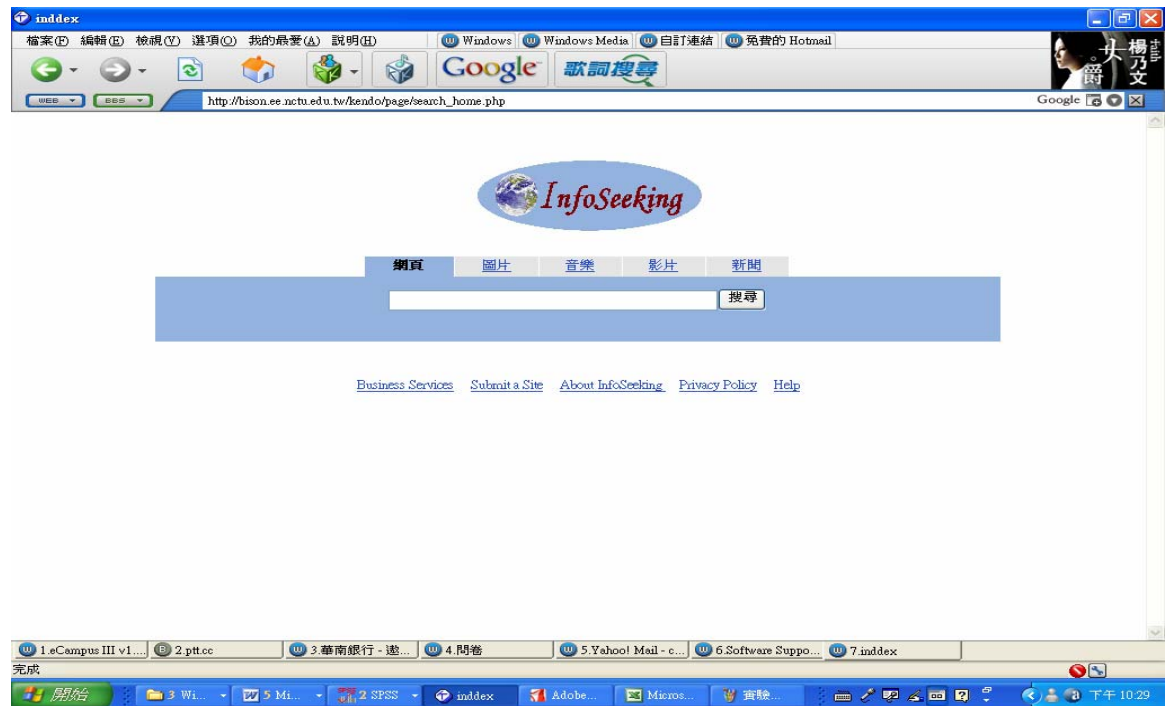 inddex
檔案(F) 編輯(E) 檢視(V) 選項(O) 我的最愛(A) 說明(H) Windows Windows Media 自訂連結 免費的 Hotmail
Google 歌詞搜尋
楊乃文
女爵
WEB BBS http://bison.ee.nctu.edu.tw/kendo/page/search_home.php Google
InfoSeeking
網頁 圖片 音樂 影片 新聞
搜尋
Business Services Submit a Site About InfoSeeking Privacy Policy Help
1.eCampus III v1.... 2.ptt.cc 3.華南銀行 - 遨... 4.問卷 5.Yahoo! Mail - c... 6.Software Suppo... 7.inddex
完成
開始 3 Wi... 5 Mi... 2 SPSS inddex Adobe... Micros... 實驗... 下午 10:29